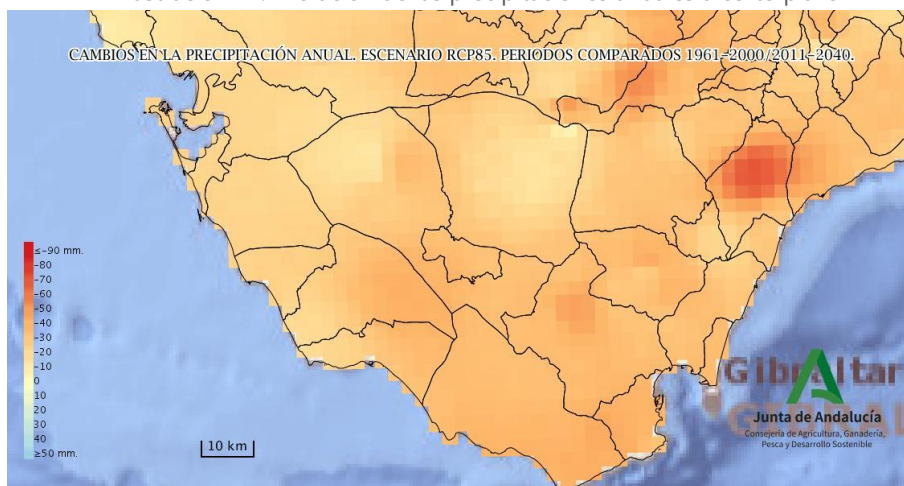 CAMBIOS EN LA PRECIPITACIÓN ANUAL. ESCENARIO RCP85. PERIODOS COMPARADOS 1961-2000/2011-2040.
≤-90 mm.
-80
-70
-60
-50
-40
-30
-20
-10
0
10
20
30
40
≥50 mm.
10 km
Gibraltar
Junta de Andalucía
Consejería de Agricultura, Ganadería,
Pesca y Desarrollo Sostenible